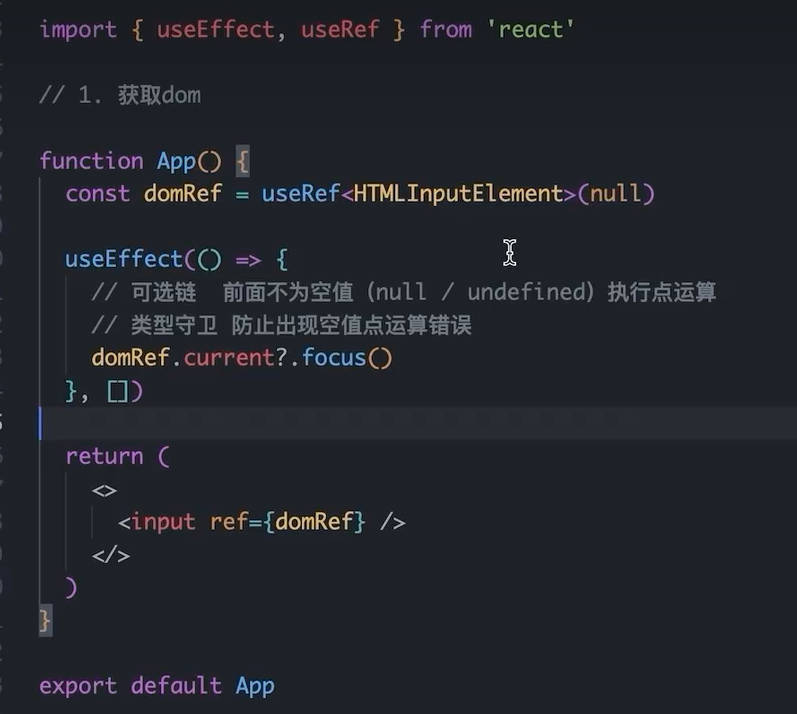 import { useEffect, useRef } from 'react'
// 1. 获取dom
function App() {
const domRef = useRef<HTMLInputElement>(null)
useEffect(() => {
// 可选链 前面不为空值（null / undefined）执行点运算
// 类型守卫 防止出现空值点运算错误
domRef.current?.focus()
}, [])
return (
<>
<input ref={domRef} />
</>
)
}
export default App